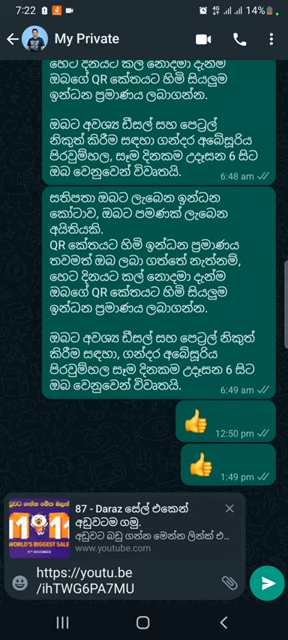 7:22
14%
My Private
හෙට දිනයට කල් නොදමා දැන්ම
ඔබගේ QR කේතයට හිමි සියලුම
ඉන්ධන ප්‍රමාණය ලබාගන්න.
ඔබට අවශ්‍ය ඩීසල් සහ පෙට්‍රල්
නිකුත් කිරීම සඳහා ගන්දර අබේසූරිය
පිරවුම්හල, සෑම දිනකම උදෑසන 6 සිට
ඔබ වෙනුවෙන් විවෘතයි.
6:48 am
සතිපතා ඔබට ලැබෙන ඉන්ධන
කෝටාව, ඔබට පමණක් ලැබෙන
අයිතියකි.
QR කේතයට හිමි ඉන්ධන ප්‍රමාණය
තවමත් ඔබ ලබා ගත්තේ නැත්නම්,
හෙට දිනයට කල් නොදමා දැන්ම
ඔබගේ QR කේතයට හිමි සියලුම
ඉන්ධන ප්‍රමාණය ලබාගන්න.
ඔබට අවශ්‍ය ඩීසල් සහ පෙට්‍රල් නිකුත්
කිරීම සඳහා, ගන්දර අබේසූරිය
පිරවුම්හල සෑම දිනකම උදෑසන 6 සිට
ඔබ වෙනුවෙන් විවෘතයි.
6:49 am
👍 12:50 pm
👍 1:49 pm
11 11
WORLD'S BIGGEST SALE
87 - Daraz සේල් එකෙන්
අඩුවටම ගමු.
අඩුවට බඩු ගන්න මෙන්න ලින්ක් එ...
www.youtube.com
https://youtu.be
/ihTWG6PA7MU